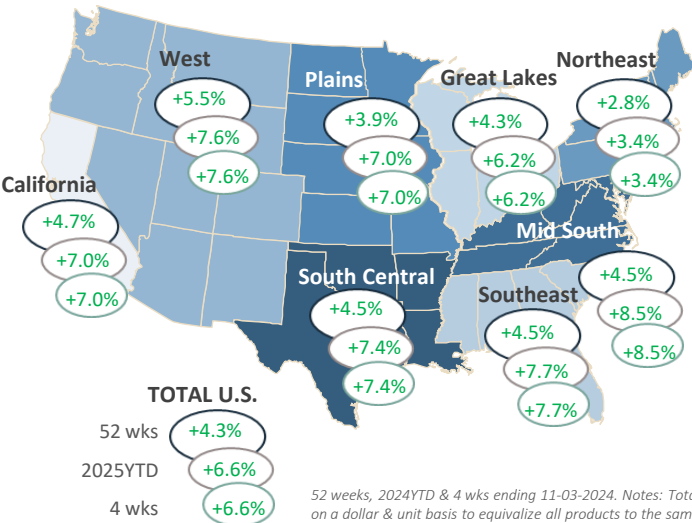 West
+5.5%
+7.6%
+7.6%
Plains
+3.9%
+7.0%
+7.0%
Great Lakes
+4.3%
+6.2%
+6.2%
Northeast
+2.8%
+3.4%
+3.4%
California
+4.7%
+7.0%
+7.0%
South Central
+4.5%
+7.4%
+7.4%
Southeast
+4.5%
+7.7%
+7.7%
Mid South
+4.5%
+8.5%
+8.5%
TOTAL U.S.
52 wks +4.3%
2025YTD +6.6%
4 wks +6.6%
52 weeks, 2024YTD & 4 wks ending 11-03-2024. Notes: Tota
on a dollar & unit basis to equivalize all products to the sam